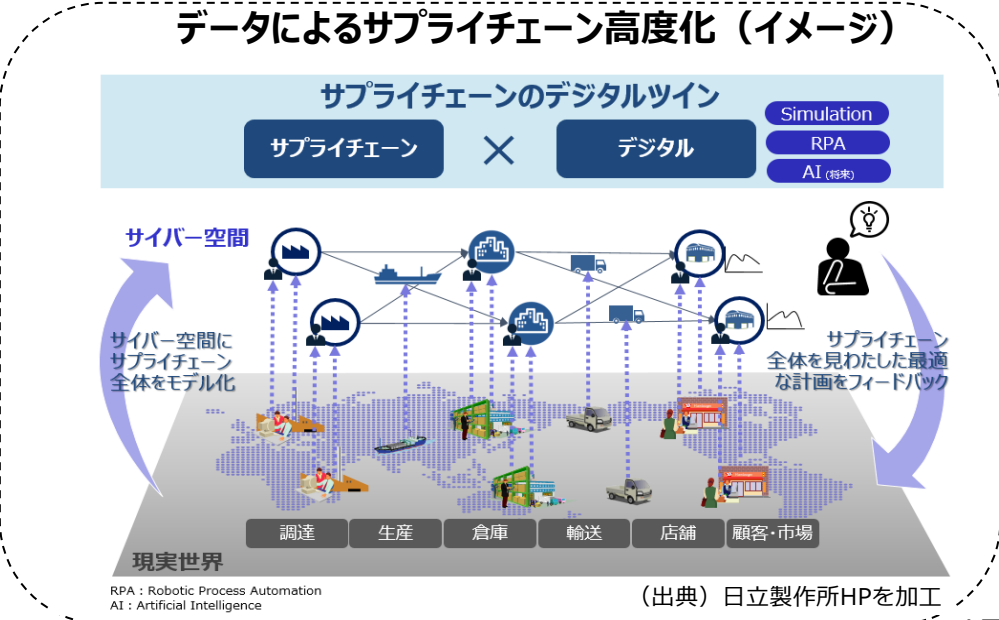 データによるサプライチェーン高度化（イメージ）
サプライチェーンのデジタルツイン
サプライチェーン
×
デジタル
Simulation
RPA
AI (将来)
サイバー空間
サイバー空間に
サプライチェーン
全体をモデル化
サプライチェーン
全体を見わたした最適
な計画をフィードバック
調達
生産
倉庫
輸送
店舗
顧客・市場
現実世界
RPA：Robotic Process Automation
AI：Artificial Intelligence
（出典）日立製作所HPを加工